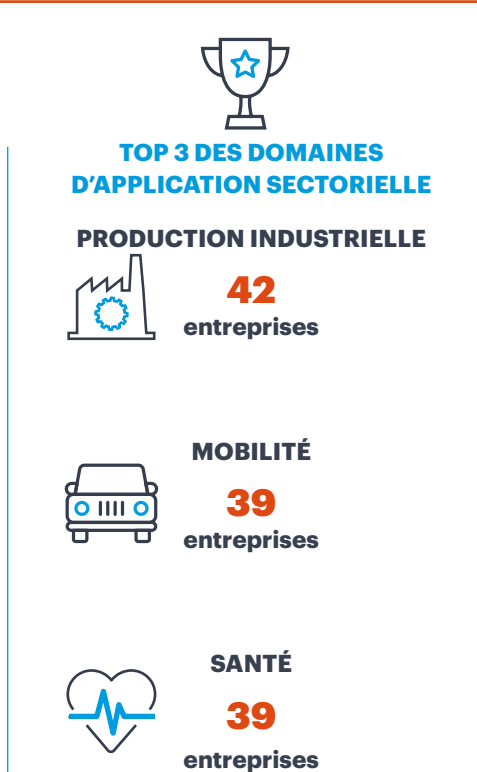 TOP 3 DES DOMAINES
D’APPLICATION SECTORIELLE
PRODUCTION INDUSTRIELLE
42
entreprises
MOBILITÉ
39
entreprises
SANTÉ
39
entreprises